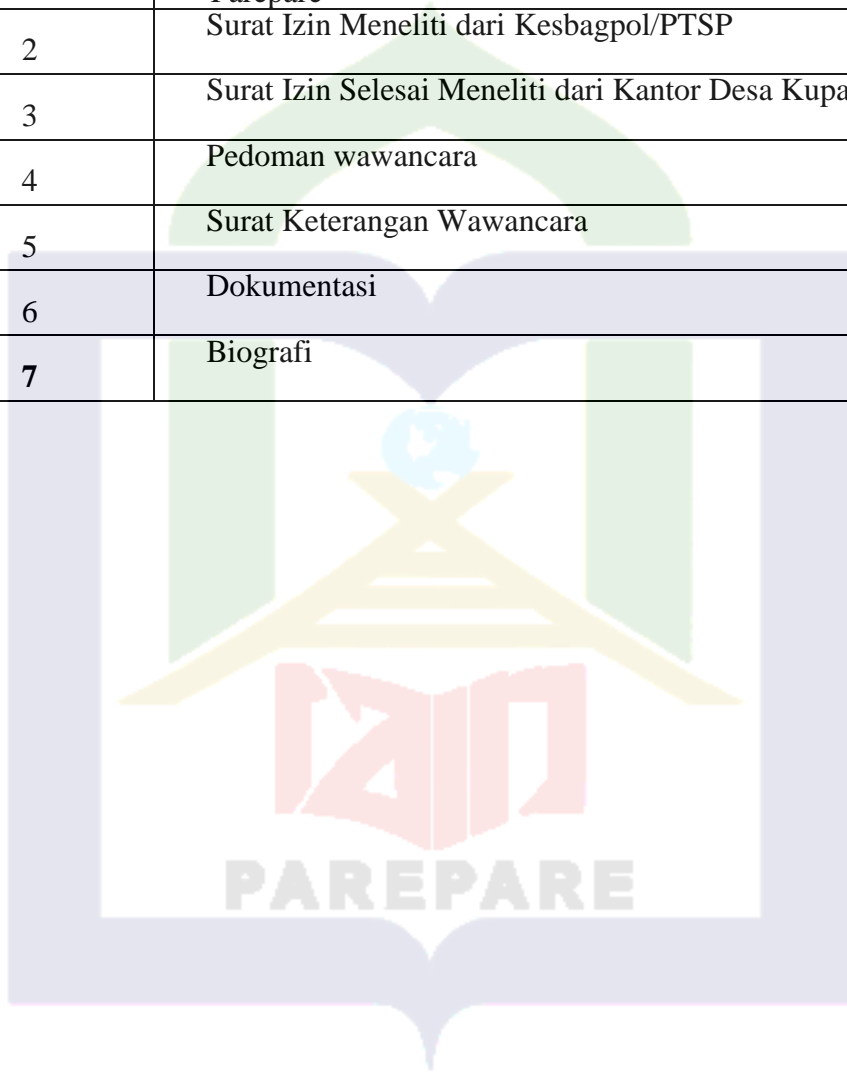 Parepare
Surat Izin Meneliti dari Kesbagpol/PTSP
2
Surat Izin Selesai Meneliti dari Kantor Desa Kupa
3
Pedoman wawancara
4
Surat Keterangan Wawancara
5
Dokumentasi
6
Biografi
7
iain
PAREPARE